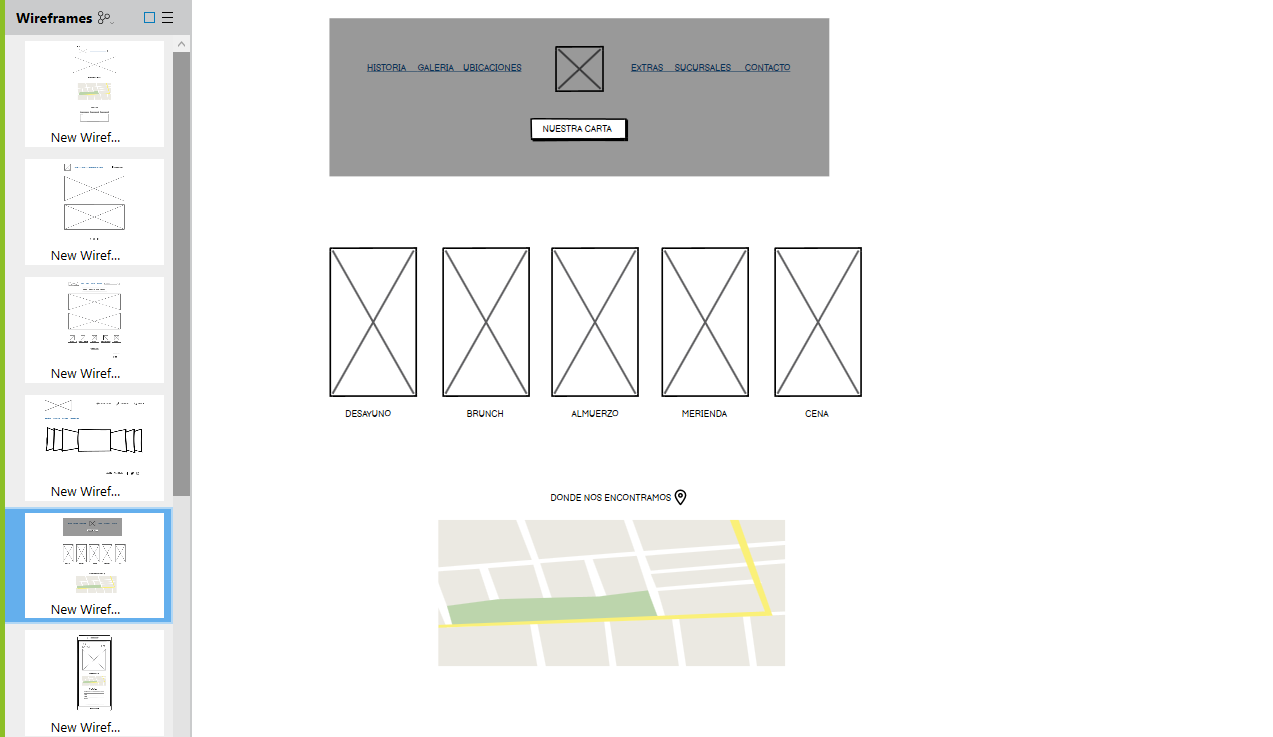 Wireframes
New Wiref...
New Wiref...
New Wiref...
New Wiref...
New Wiref...
New Wiref...
HISTORIA GALERIA UBICACIONES EXTRAS SUCURSALES CONTACTO
NUESTRA CARTA
DESAYUNO BRUNCH ALMUERZO MERIENDA CENA
DONDE NOS ENCONTRAMOS